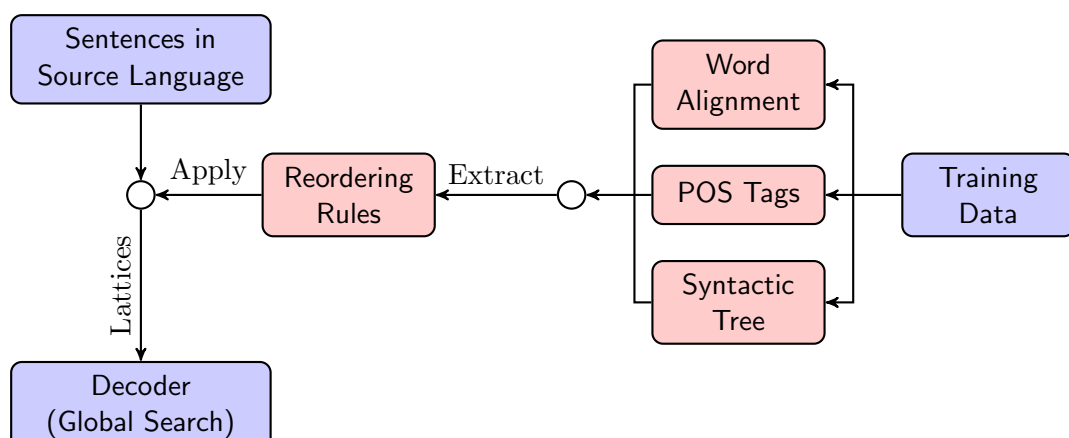 Sentences in
Source Language
Word
Alignment
Apply
Reordering
Rules
Extract
POS Tags
Training
Data
Lattices
Syntactic
Tree
Decoder
(Global Search)